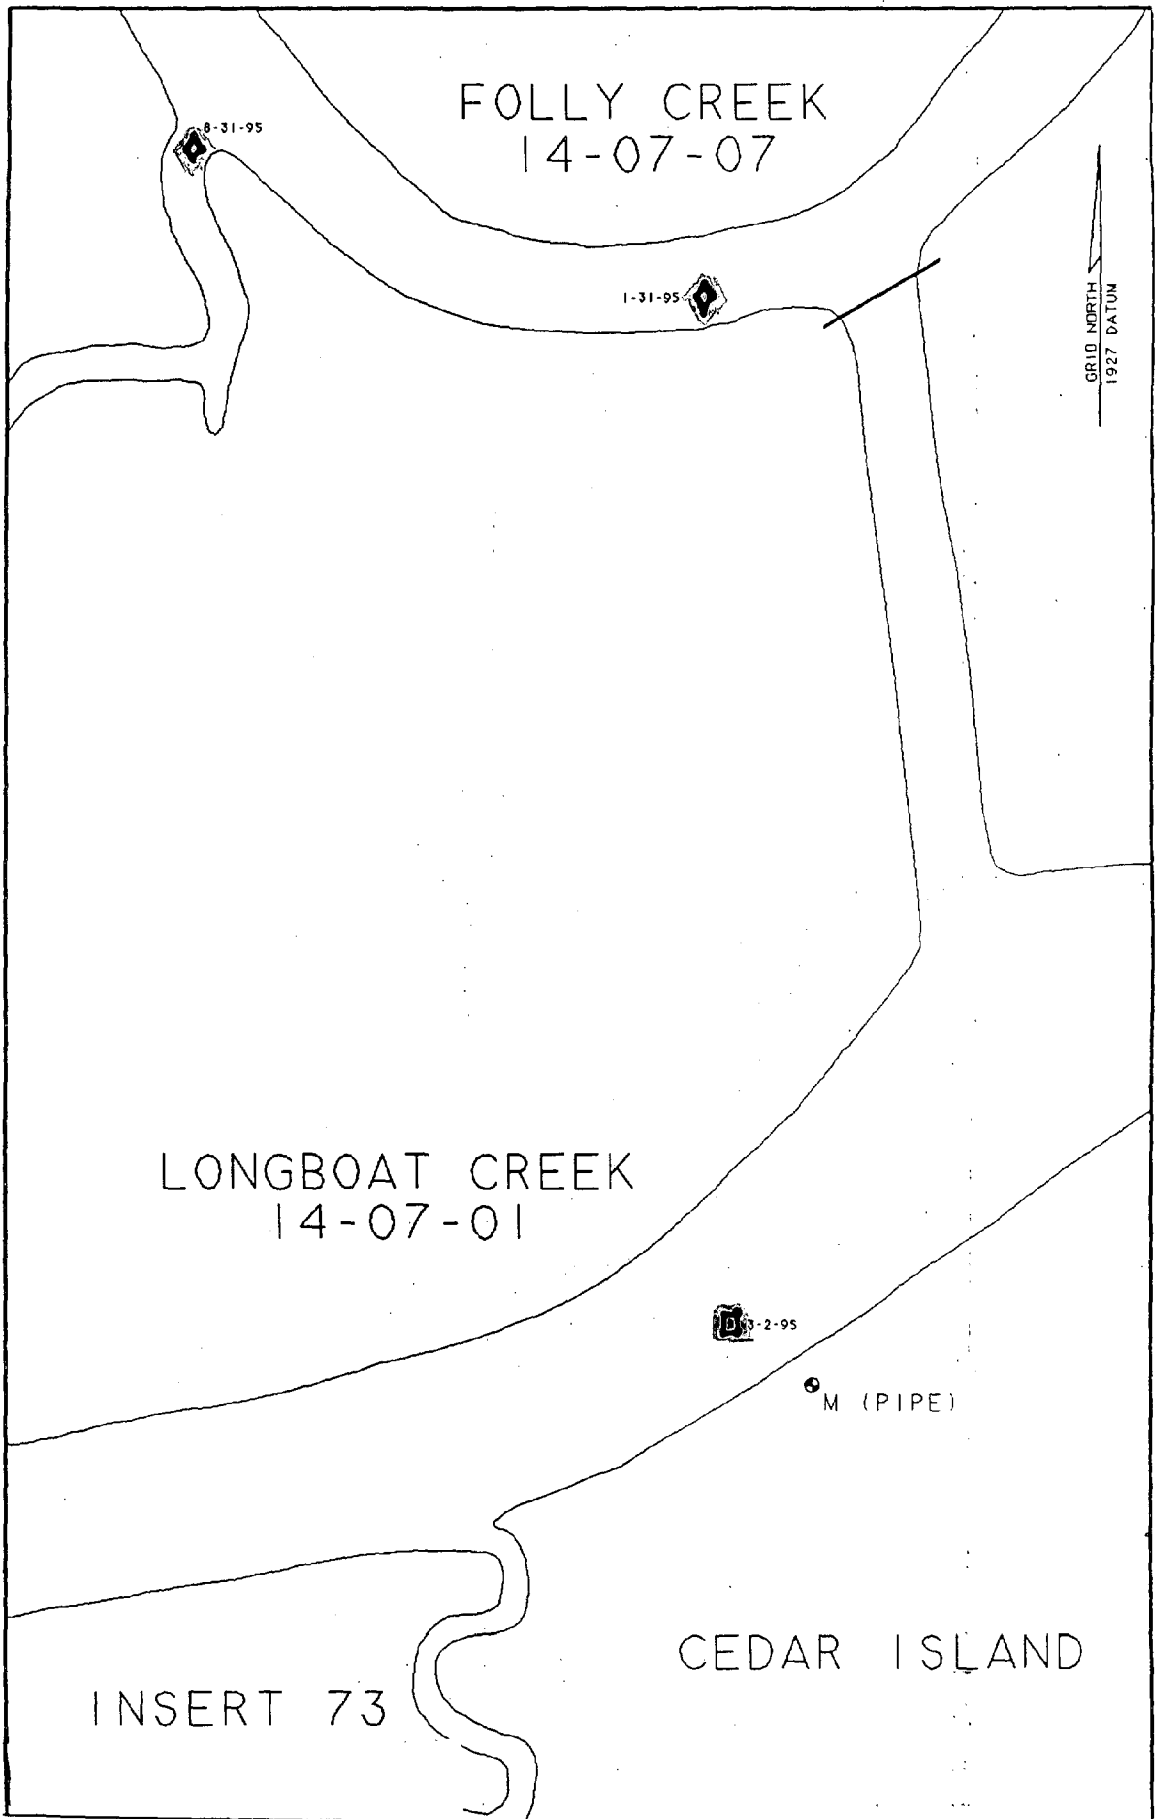 FOLLY CREEK
14-07-07
8-31-95
1-31-95
GRID NORTH
1927 DATUM
LONGBOAT CREEK
14-07-01
3-2-95
M (PIPE)
CEDAR ISLAND
INSERT 73